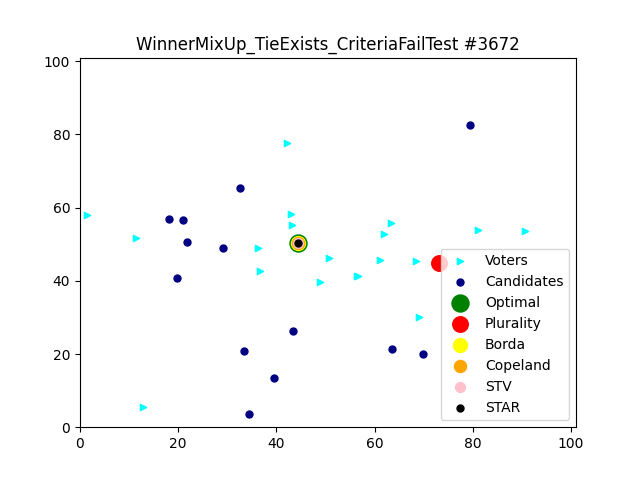 WinnerMixUp_TieExists_CriteriaFailTest #3672
100
80
60
40
20
0
0 20 40 60 80 100
Voters
Candidates
Optimal
Plurality
Borda
Copeland
STV
STAR